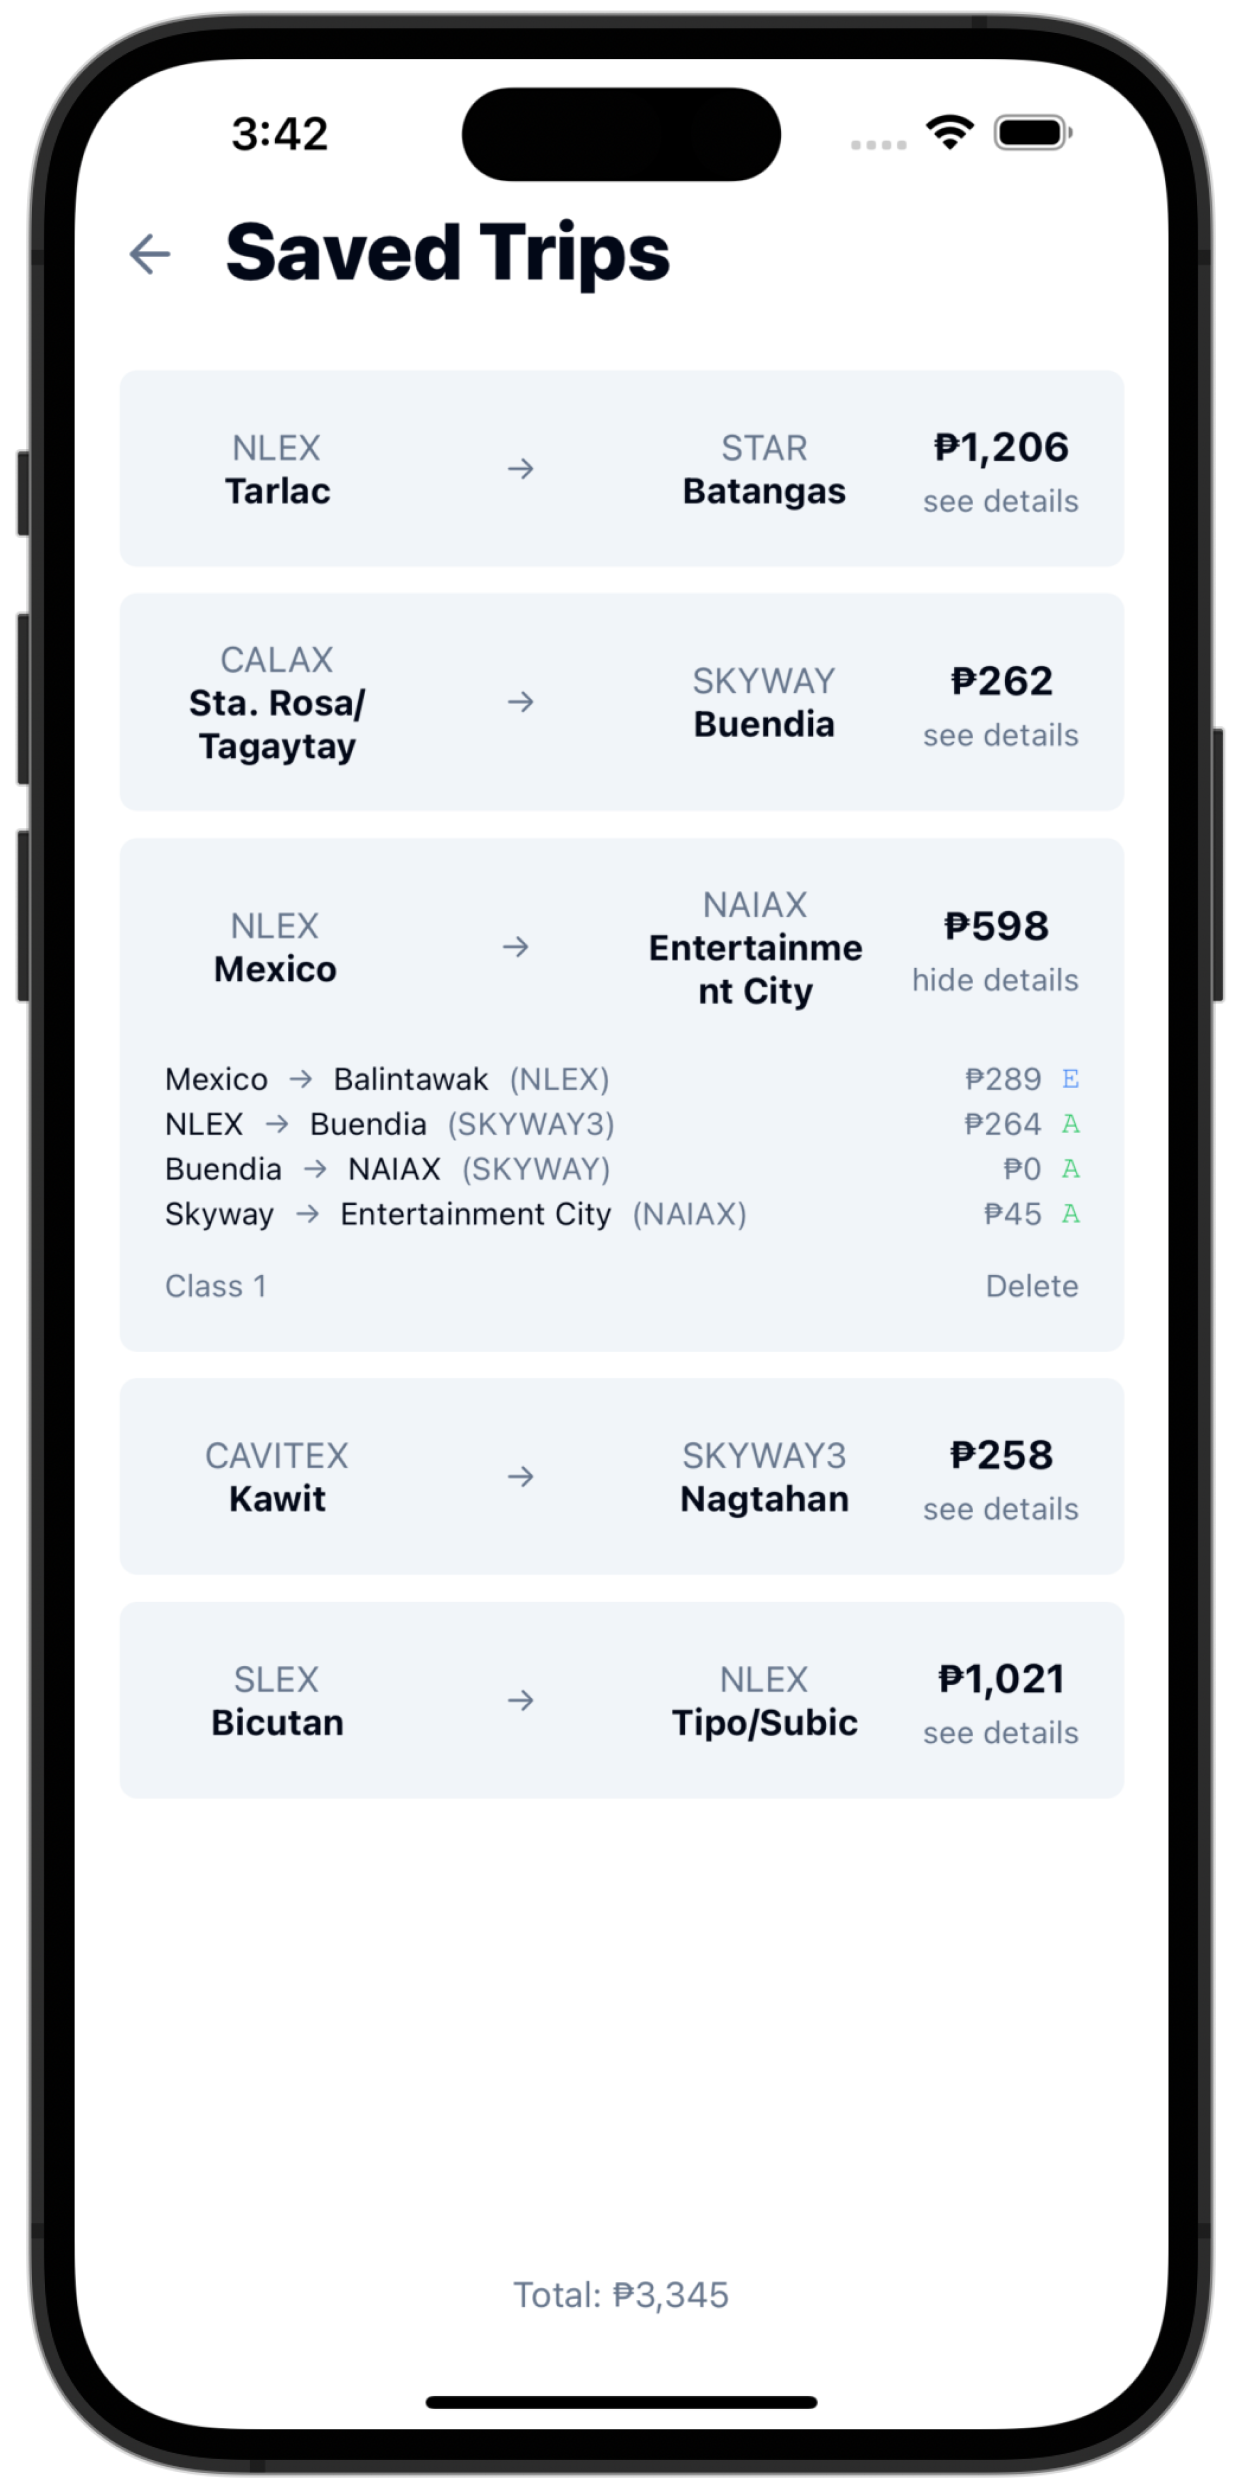 3:42
Saved Trips
NLEX
Tarlac
→
STAR
Batangas
₱1,206
see details
CALAX
Sta. Rosa/
Tagaytay
→
SKYWAY
Buendia
₱262
see details
NLEX
Mexico
→
NAIAX
Entertainme
nt City
₱598
hide details
Mexico → Balintawak (NLEX) ₱289 E
NLEX → Buendia (SKYWAY3) ₱264 A
Buendia → NAIAX (SKYWAY) ₱0 A
Skyway → Entertainment City (NAIAX) ₱45 A
Class 1 Delete
CAVITEX
Kawit
→
SKYWAY3
Nagtahan
₱258
see details
SLEX
Bicutan
→
NLEX
Tipo/Subic
₱1,021
see details
Total: ₱3,345